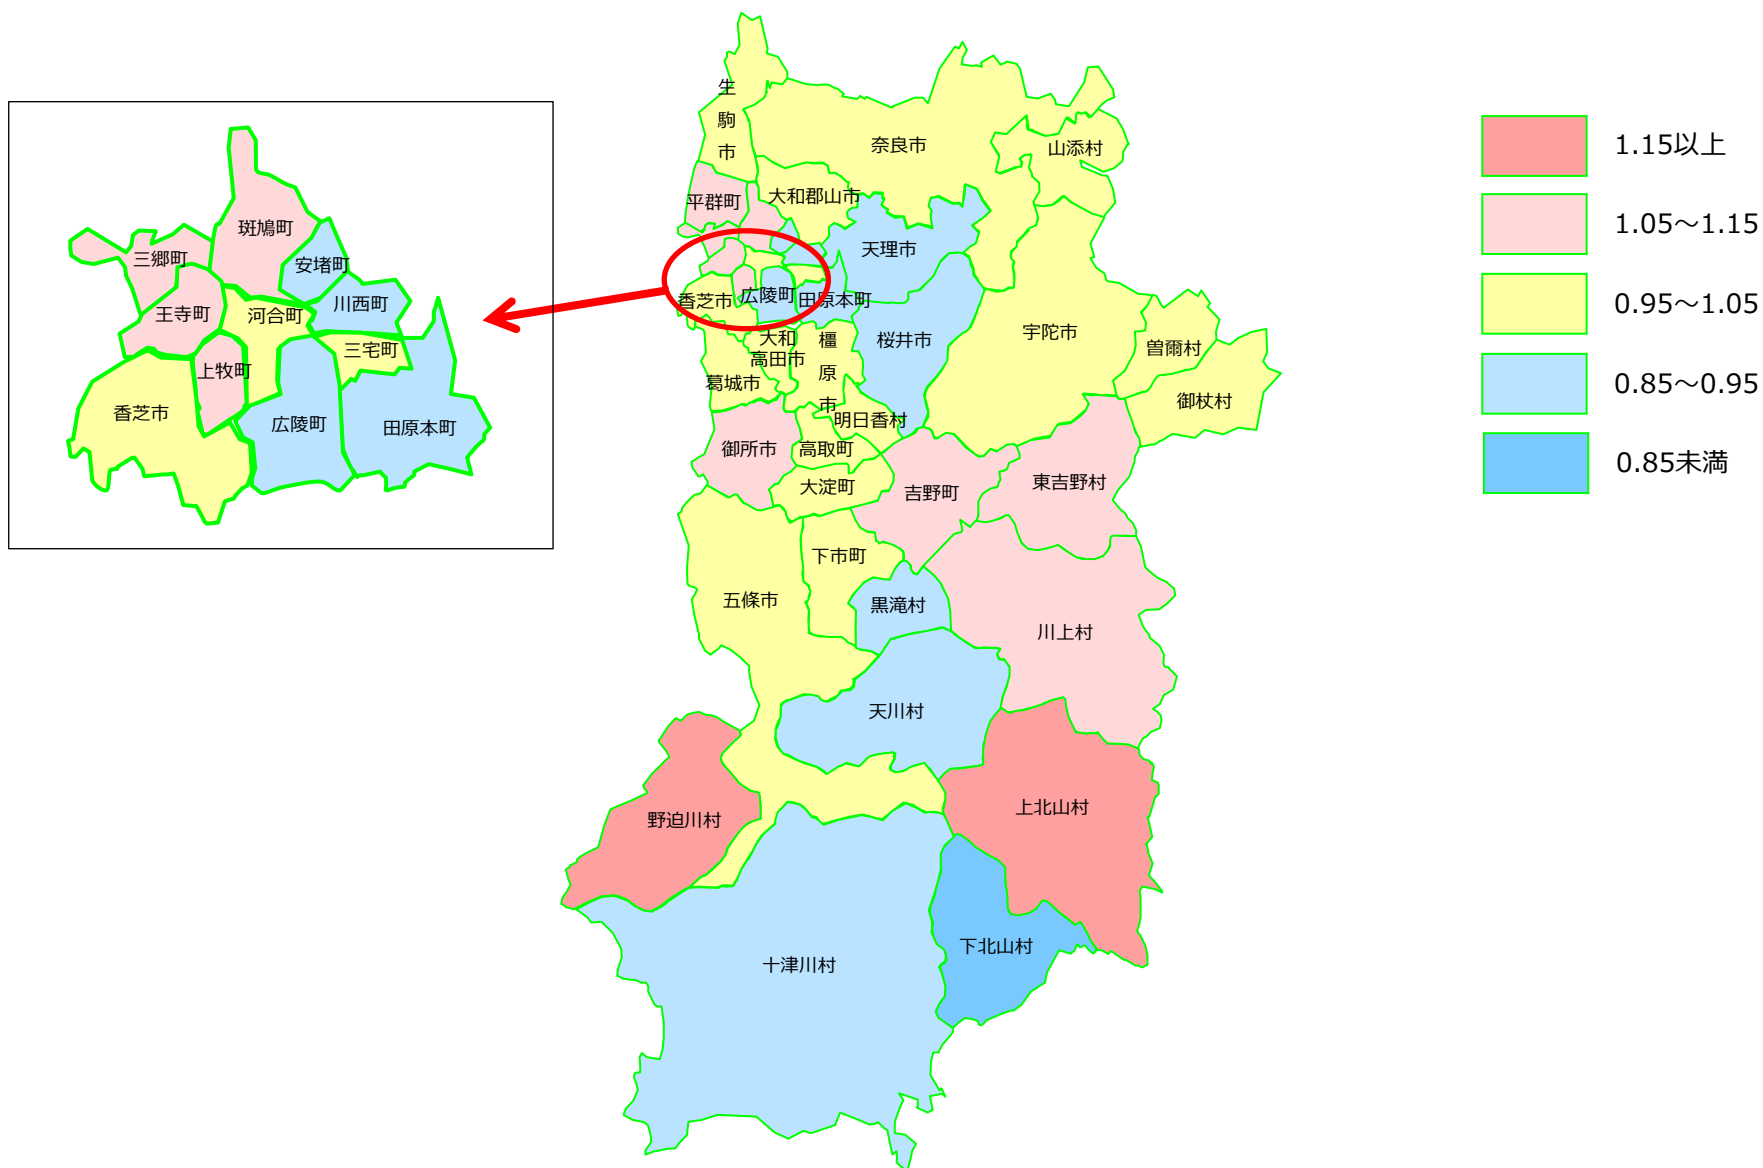 斑鳩町
三郷町
安堵町
川西町
王寺町
河合町
三宅町
上牧町
香芝市
広陵町
田原本町
生
駒
市
奈良市
山添村
平群町
大和郡山市
天理市
香芝市
広陵町
田原本町
宇陀市
大和
高田市
橿
原
市
桜井市
曽爾村
葛城市
御杖村
明日香村
御所市
高取町
大淀町
吉野町
東吉野村
下市町
五條市
黒滝村
川上村
天川村
野迫川村
上北山村
下北山村
十津川村
1.15以上
1.05～1.15
0.95～1.05
0.85～0.95
0.85未満